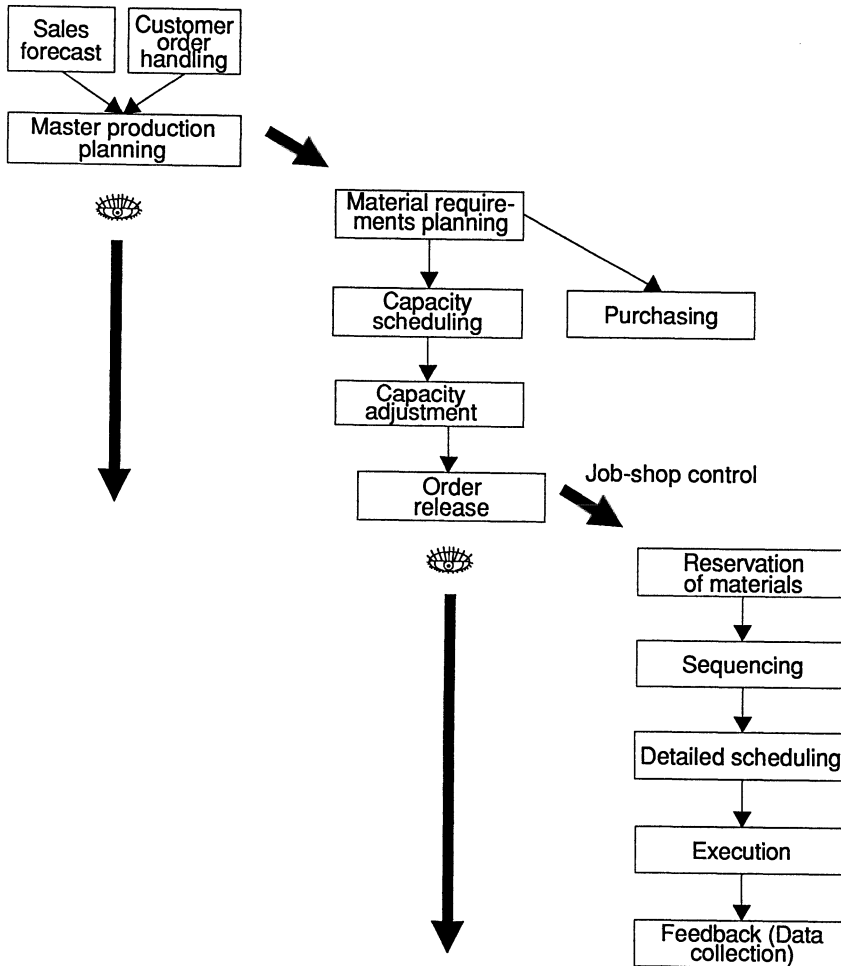 Sales
forecast
Customer
order
handling
Master production
planning
Material require-
ments planning
Capacity
scheduling
Purchasing
Capacity
adjustment
Order
release
Job-shop control
Reservation
of materials
Sequencing
Detailed scheduling
Execution
Feedback (Data
collection)